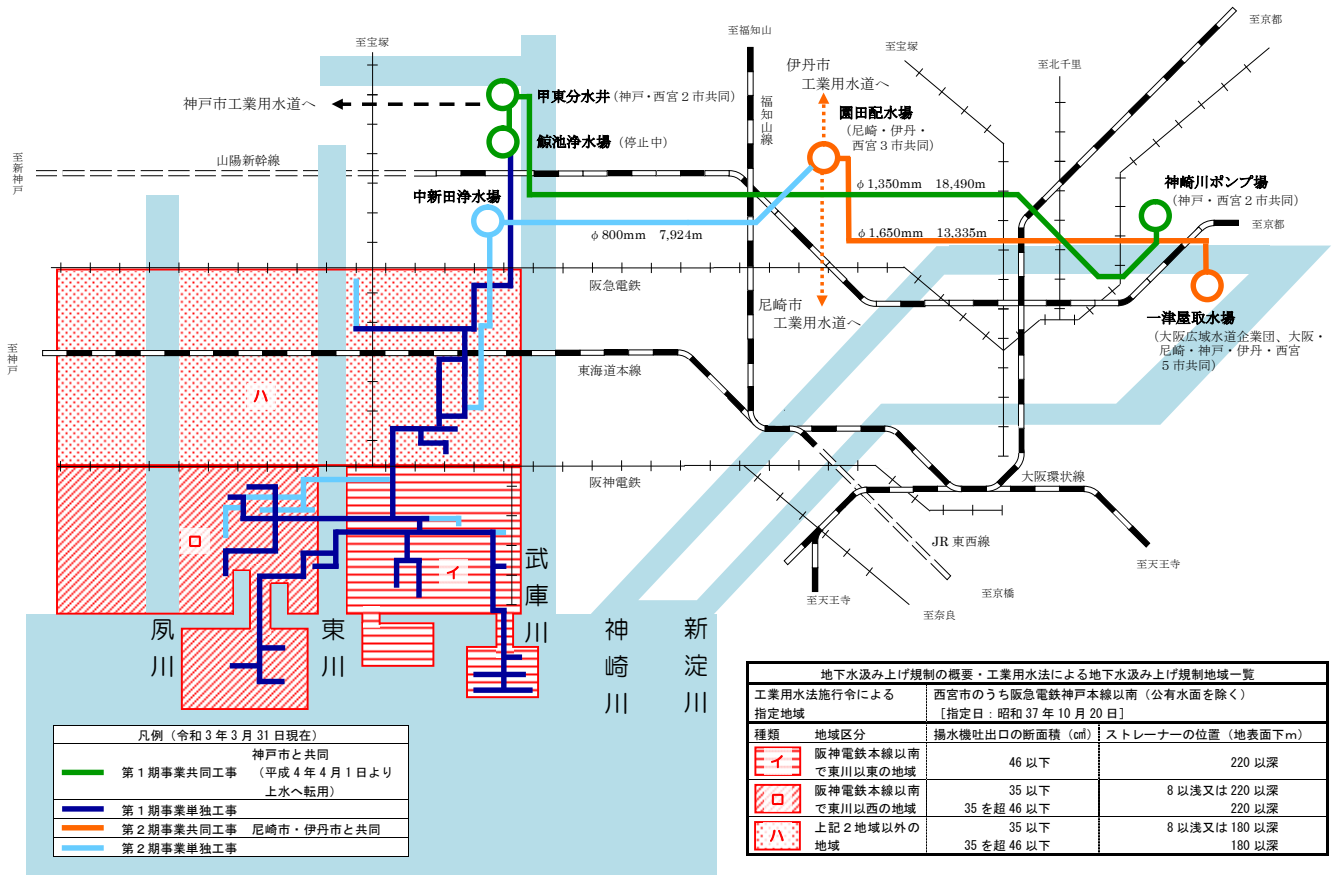 至京都
至福知山
至宝塚
至宝塚
至北千里
伊丹市
工業用水道へ
神戸市工業用水道へ
甲東分水井 (神戸・西宮2市共同)
福知山線
園田配水場
(尼崎・伊丹・
西宮3市共同)
鯨池浄水場 (停止中)
至新神戸
山陽新幹線
中新田浄水場
φ1,350mm 18,490m
神崎川ポンプ場
(神戸・西宮2市共同)
至京都
φ800mm 7,924m
φ1,650mm 13,335m
阪急電鉄
尼崎市
工業用水道へ
一津屋取水場
(大阪広域水道企業団、大阪・
尼崎・神戸・伊丹・西宮
5市共同)
至神戸
東海道本線
ハ
阪神電鉄
大阪環状線
ロ
イ
JR東西線
至天王寺
至京橋
至天王寺
至奈良
夙川
東川
武庫川
神崎川
新淀川
凡例（令和3年3月31日現在）
神戸市と共同
第1期事業共同工事 （平成4年4月1日より
上水へ転用）
第1期事業単独工事
第2期事業共同工事 尼崎市・伊丹市と共同
第2期事業単独工事
地下水汲み上げ規制の概要・工業用水法による地下水汲み上げ規制地域一覧
工業用水法施行令による 西宮市のうち阪急電鉄神戸本線以南（公有水面を除く）
指定地域 ［指定日：昭和37年10月20日］
種類 地域区分 揚水機吐出口の断面積（c㎡） ストレーナーの位置（地表面下m）
イ 阪神電鉄本線以南
で東川以東の地域 46以下 220以深
ロ 阪神電鉄本線以南 35以下 8以浅又は220以深
で東川以西の地域 35を超46以下 220以深
ハ 上記2地域以外の 35以下 8以浅又は180以深
地域 35を超46以下 180以深